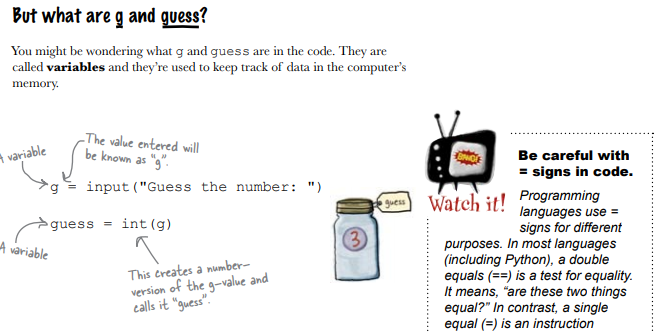 But what are g and guess?
You might be wondering what g and guess are in the code. They are
called variables and they're used to keep track of data in the computer's
memory.
The value entered will
be known as "g".
A variable
g = input("Guess the number: ")
guess = int(g)
A variable
This creates a number-
version of the g-value and
calls it "guess".
guess
3
BANG!
Watch it!
Be careful with
= signs in code.
Programming
languages use =
signs for different
purposes. In most languages
(including Python), a double
equals (==) is a test for equality.
It means, "are these two things
equal?" In contrast, a single
equal (=) is an instruction